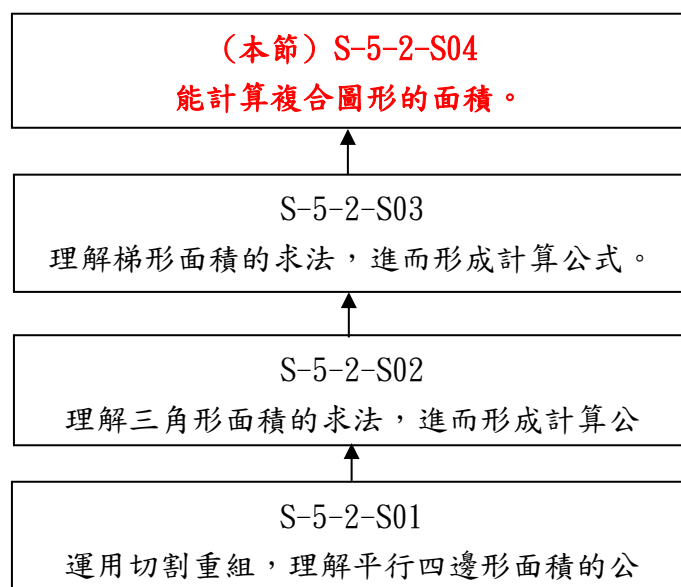 (本節) S-5-2-S04
能計算複合圖形的面積。
S-5-2-S03
理解梯形面積的求法,進而形成計算公式。
S-5-2-S02
理解三角形面積的求法,進而形成計算公
S-5-2-S01
運用切割重組,理解平行四邊形面積的公